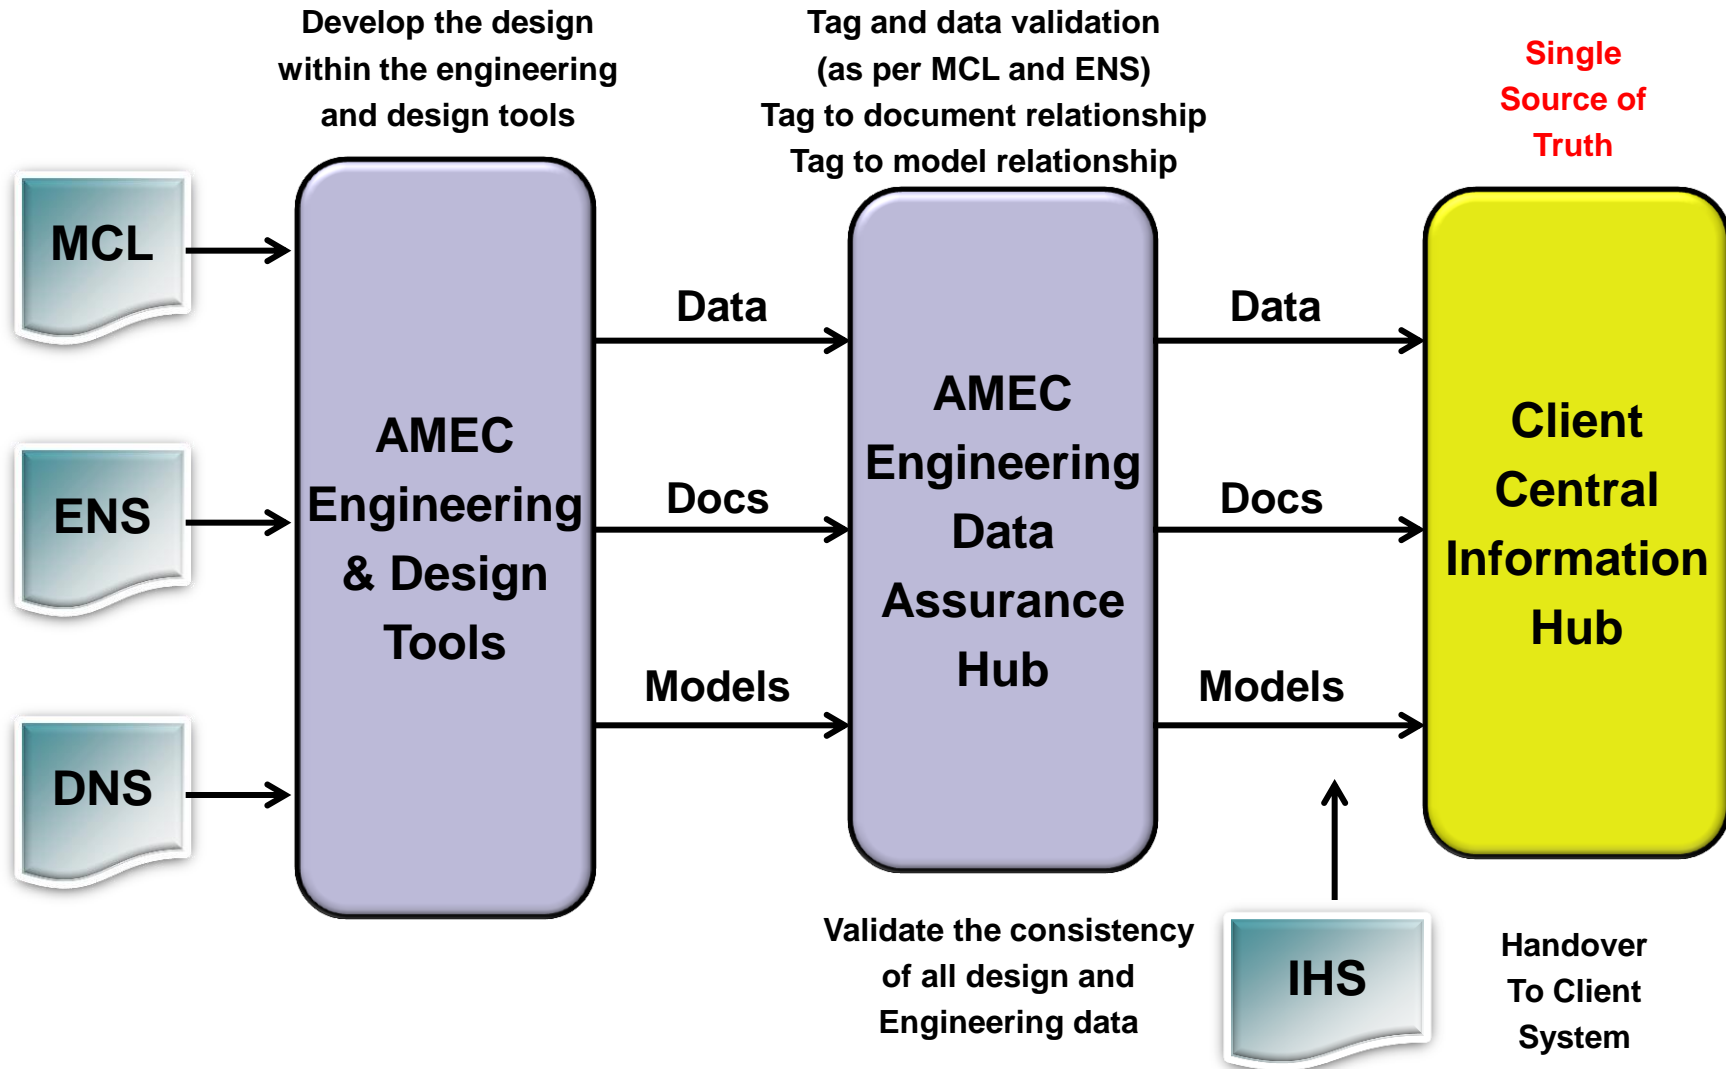 Develop the design
within the engineering
and design tools
Tag and data validation
(as per MCL and ENS)
Tag to document relationship
Tag to model relationship
Single
Source of
Truth
MCL
ENS
DNS
AMEC
Engineering
& Design
Tools
Data
Docs
Models
AMEC
Engineering
Data
Assurance
Hub
Data
Docs
Models
Client
Central
Information
Hub
Validate the consistency
of all design and
Engineering data
IHS
Handover
To Client
System